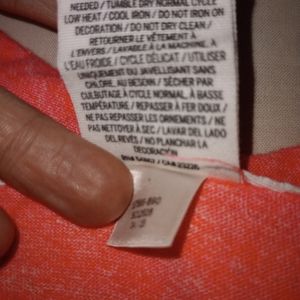 NEEDED / TUMBLE DRY NORMAL CYCLE
LOW HEAT / COOL IRON / DO NOT IRON ON
DECORATION / DO NOT DRY CLEAN /
RETOURNER LE VÊTEMENT À
L'ENVERS / LAVABLE À LA MACHINE, À
L'EAU FROIDE, / CYCLE DÉLICAT / UTILISER
UNIQUEMENT DU JAVELLISANT SANS
CHLORE, AU BESOIN / SÉCHER PAR
CULBUTAGE À CYCLE NORMAL, À BASSE
TEMPÉRATURE / REPASSER À FER DOUX /
NE PAS REPASSER LES ORNEMENTS /
NE PAS NETTOYER À SEC / LAVAR DEL LADO
DEL REVÉS / NO PLANCHAR LA
DECORACIÓN